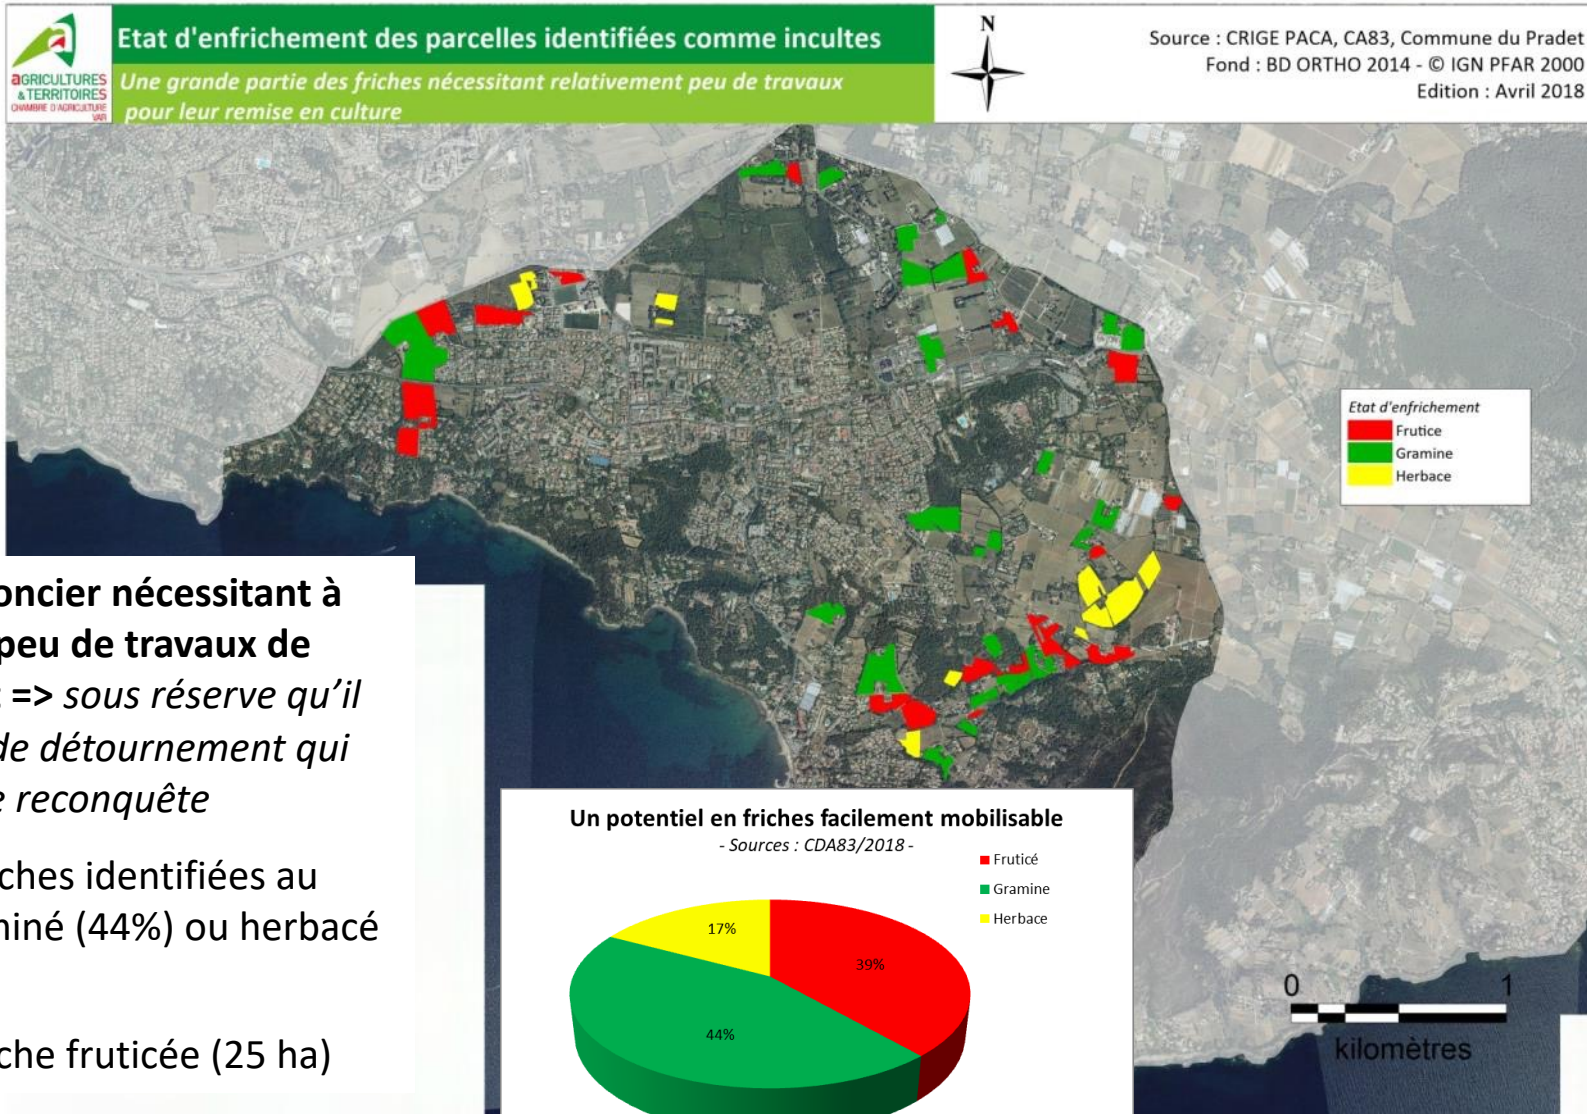 aGRICULTURES
& TERRITOIRES
CHAMBRE D'AGRICULTURE
VAR
Etat d'enfrichement des parcelles identifiées comme incultes
Une grande partie des friches nécessitant relativement peu de travaux
pour leur remise en culture
N
Source : CRIGE PACA, CA83, Commune du Pradet
Fond : BD ORTHO 2014 - © IGN PFAR 2000
Edition : Avril 2018
Etat d'enfrichement
Frutice
Gramine
Herbace
oncier nécessitant à
peu de travaux de
=> sous réserve qu'il
de détournement qui
e reconquête
iches identifiées au
miné (44%) ou herbacé
che fruticée (25 ha)
Un potentiel en friches facilement mobilisable
- Sources : CDA83/2018 -
Fruticé
Gramine
Herbace
17%
39%
44%
0 1
kilomètres